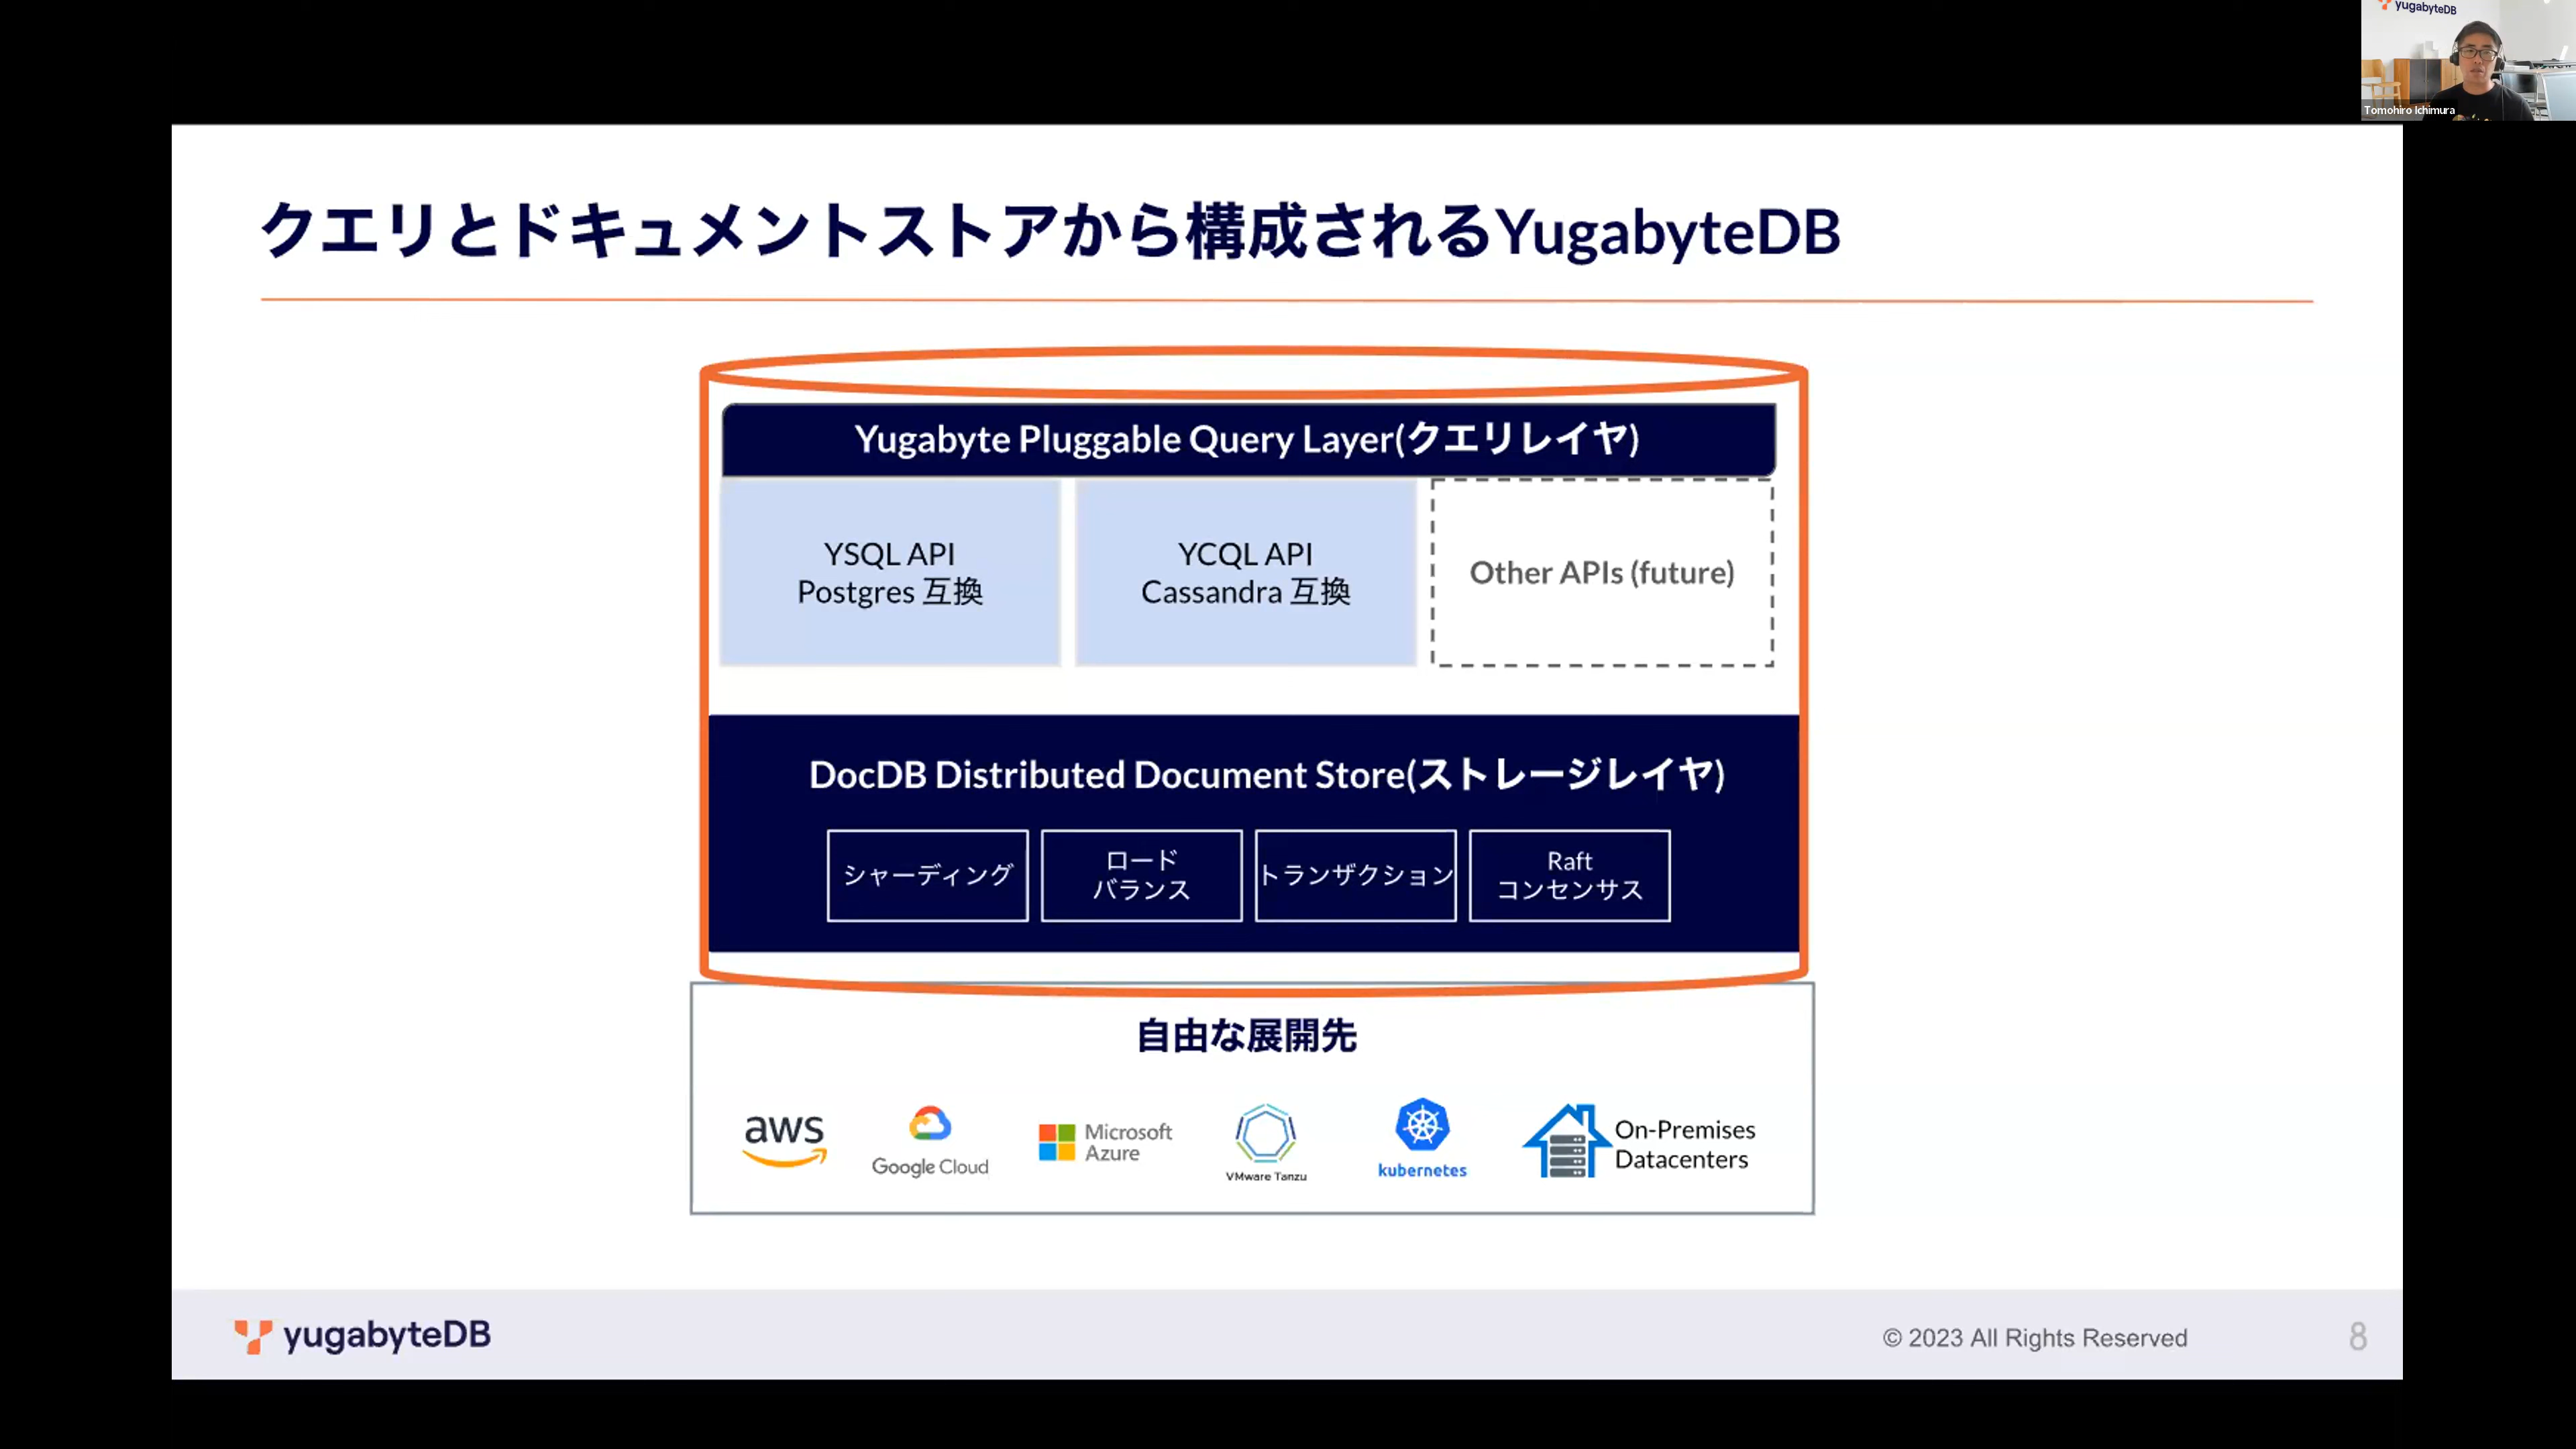 yugabyteDB
Tomohiro Ichimura
クエリとドキュメントストアから構成されるYugabyteDB
Yugabyte Pluggable Query Layer(クエリレイヤ)
YSQL API
Postgres 互換
YCQL API
Cassandra 互換
Other APIs (future)
DocDB Distributed Document Store(ストレージレイヤ)
シャーディング
ロード
バランス
トランザクション
Raft
コンセンサス
自由な展開先
aws
Google Cloud
Microsoft
Azure
VMware Tanzu
kubernetes
On-Premises
Datacenters
yugabyteDB
© 2023 All Rights Reserved
8